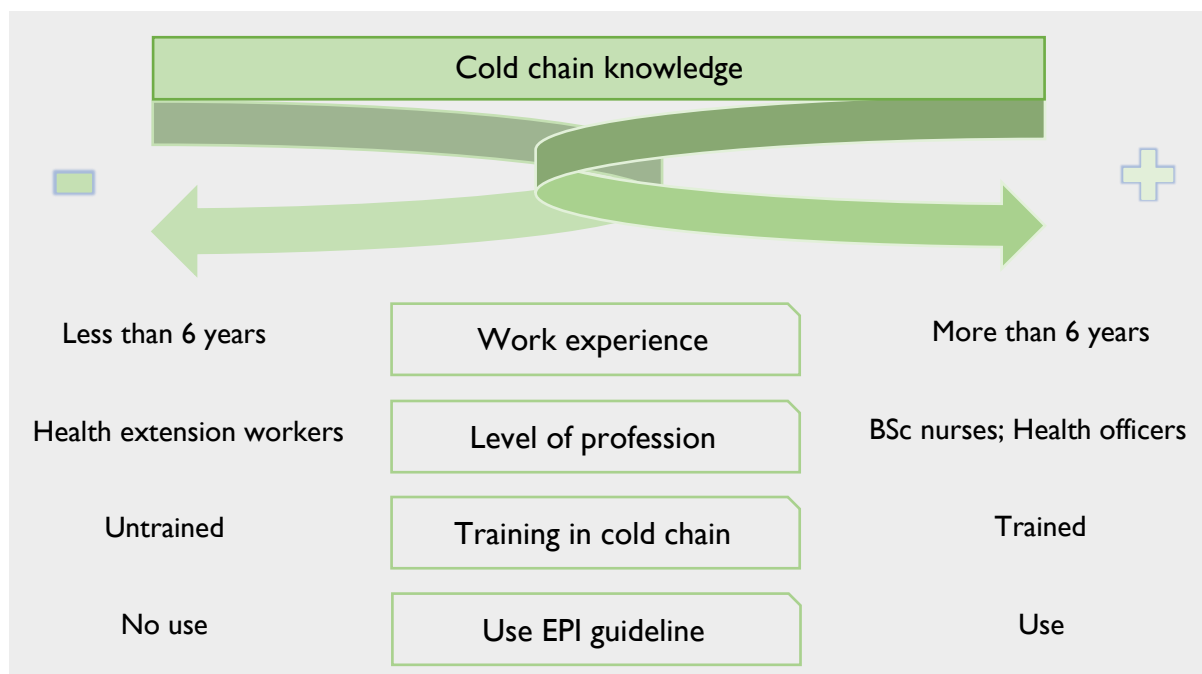 Cold chain knowledge
Less than 6 years
Work experience
More than 6 years
Health extension workers
Level of profession
BSc nurses; Health officers
Untrained
Training in cold chain
Trained
No use
Use EPI guideline
Use